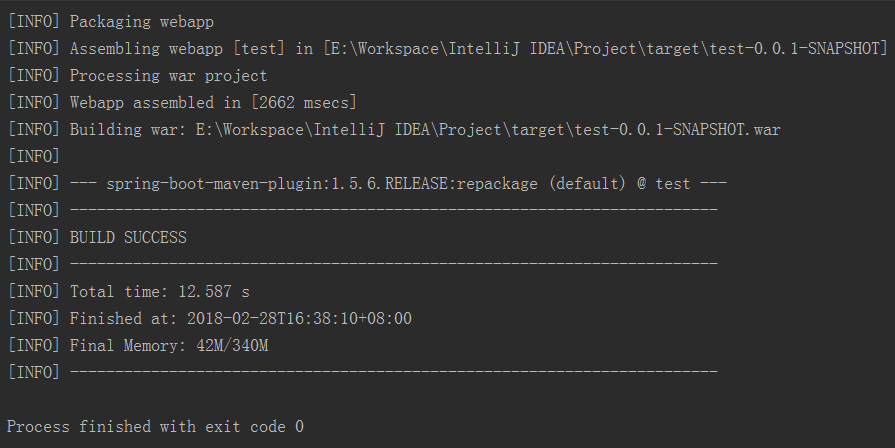 [INFO] Packaging webapp
[INFO] Assembling webapp [test] in [E:\Workspace\IntelliJ IDEA\Project\target\test-0.0.1-SNAPSHOT]
[INFO] Processing war project
[INFO] Webapp assembled in [2662 msecs]
[INFO] Building war: E:\Workspace\IntelliJ IDEA\Project\target\test-0.0.1-SNAPSHOT.war
[INFO]
[INFO] --- spring-boot-maven-plugin:1.5.6.RELEASE:repackage (default) @ test ---
[INFO] ------------------------------------------------------------------------
[INFO] BUILD SUCCESS
[INFO] ------------------------------------------------------------------------
[INFO] Total time: 12.587 s
[INFO] Finished at: 2018-02-28T16:38:10+08:00
[INFO] Final Memory: 42M/340M
[INFO] ------------------------------------------------------------------------
Process finished with exit code 0